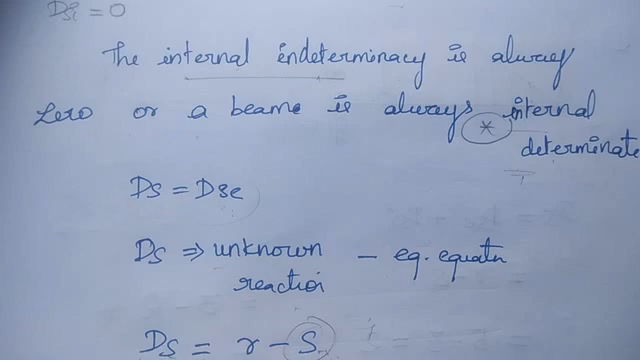 Dsi = 0
The internal indeterminacy is always
zero or a beam is always internal
* determinate
Ds = Dse
Ds ⇒ unknown reaction – eq. equatn
Ds = r – S